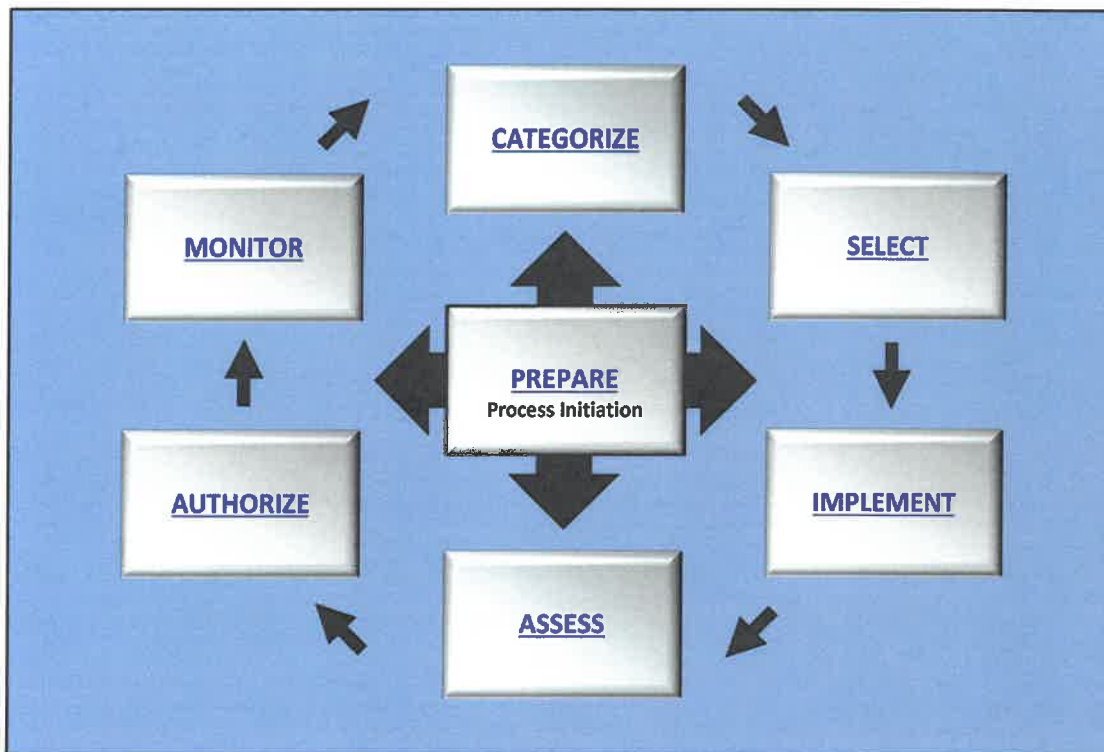 CATEGORIZE
SELECT
IMPLEMENT
ASSESS
AUTHORIZE
MONITOR
PREPARE
Process Initiation